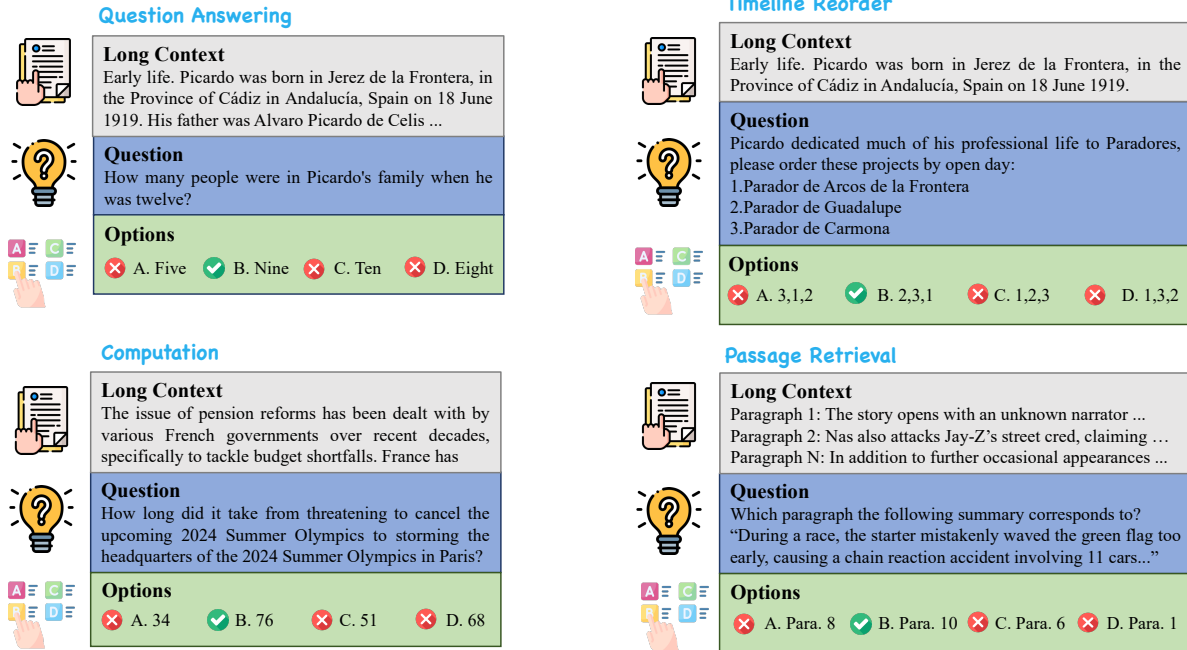 Question Answering
Long Context
Early life. Picardo was born in Jerez de la Frontera, in
the Province of Cádiz in Andalucía, Spain on 18 June
1919. His father was Alvaro Picardo de Celis ...
Question
How many people were in Picardo's family when he
was twelve?
A
C
B
D
Options
A. Five B. Nine C. Ten D. Eight
Timeline Reorder
Long Context
Early life. Picardo was born in Jerez de la Frontera, in the
Province of Cádiz in Andalucía, Spain on 18 June 1919.
Question
Picardo dedicated much of his professional life to Paradores,
please order these projects by open day:
1.Parador de Arcos de la Frontera
2.Parador de Guadalupe
3.Parador de Carmona
A
C
B
D
Options
A. 3,1,2 B. 2,3,1 C. 1,2,3 D. 1,3,2
Computation
Long Context
The issue of pension reforms has been dealt with by
various French governments over recent decades,
specifically to tackle budget shortfalls. France has
Question
How long did it take from threatening to cancel the
upcoming 2024 Summer Olympics to storming the
headquarters of the 2024 Summer Olympics in Paris?
A
C
B
D
Options
A. 34 B. 76 C. 51 D. 68
Passage Retrieval
Long Context
Paragraph 1: The story opens with an unknown narrator ...
Paragraph 2: Nas also attacks Jay-Z’s street cred, claiming …
Paragraph N: In addition to further occasional appearances ...
Question
Which paragraph the following summary corresponds to?
“During a race, the starter mistakenly waved the green flag too
early, causing a chain reaction accident involving 11 cars...”
A
C
B
D
Options
A. Para. 8 B. Para. 10 C. Para. 6 D. Para. 1